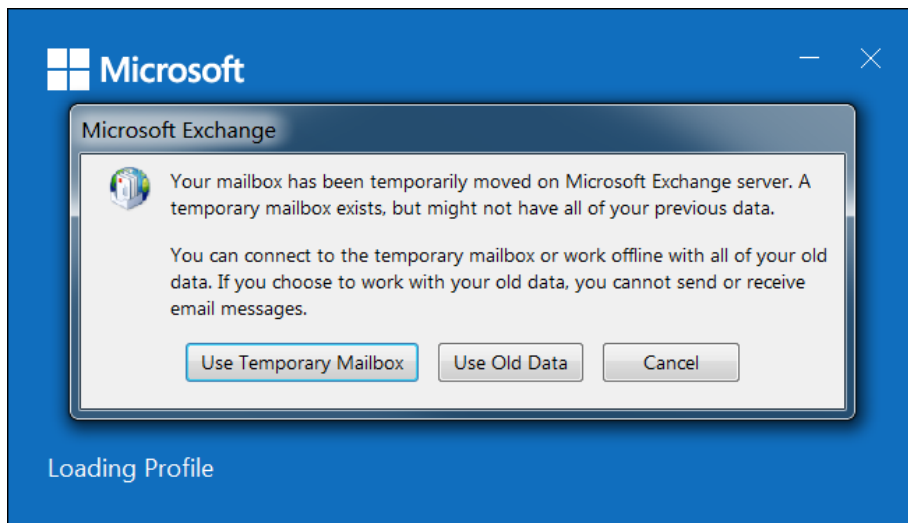 Microsoft
Microsoft Exchange
Your mailbox has been temporarily moved on Microsoft Exchange server. A
temporary mailbox exists, but might not have all of your previous data.
You can connect to the temporary mailbox or work offline with all of your old
data. If you choose to work with your old data, you cannot send or receive
email messages.
Use Temporary Mailbox Use Old Data Cancel
Loading Profile